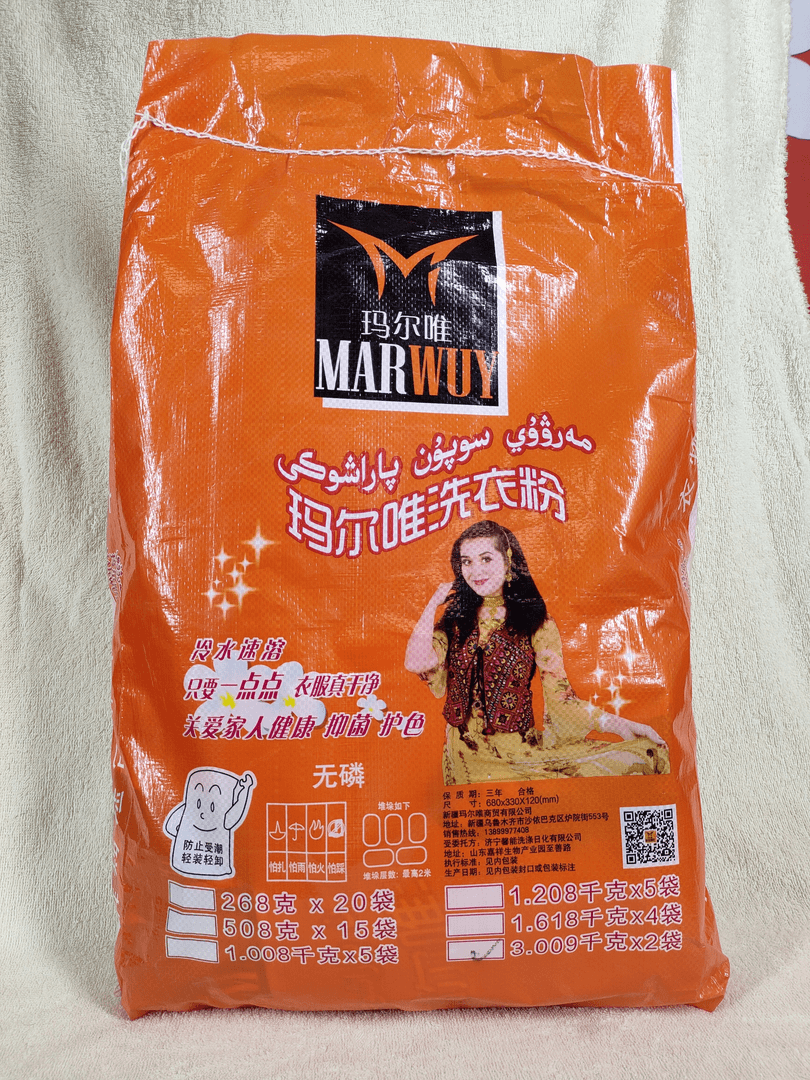 玛尔唯
MARWUY
مەرۋۇي سوپۇن پاراشوكى
玛尔唯洗衣粉
冷水速溶
只要一点点 衣服真干净
关爱家人健康 抑菌 护色
无磷
防止受潮
轻装轻卸
怕扎 怕雨 怕火 怕踩
堆垛如下
堆垛层数：最高2米
保 质 期：三年 合格
尺 寸：680x330X120(mm)
新疆玛尔唯商贸有限公司
地址：新疆乌鲁木齐市沙依巴克区炉院街553号
销售热线：13899977408
受委托方：济宁馨能洗涤日化有限公司
地址：山东嘉祥生物产业园圣善路
执行标准：见内包装
生产日期：见内包装封口或包装标注
268克 x 20袋
508克 x 15袋
1.008千克x5袋
1.208千克x5袋
1.618千克x4袋
3.009千克x2袋